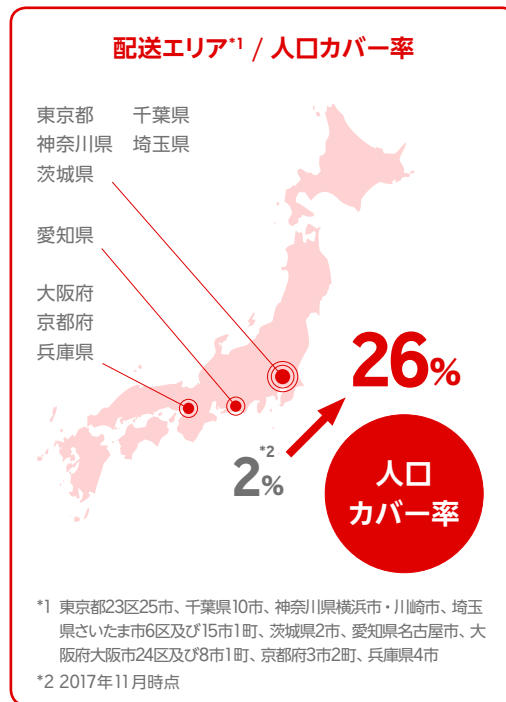 配送エリア*1 / 人口カバー率
東京都 千葉県
神奈川県 埼玉県
茨城県
愛知県
大阪府
京都府
兵庫県
26%
*2
2%
人口
カバー率
*1 東京都23区25市、千葉県10市、神奈川県横浜市・川崎市、埼玉
県さいたま市6区及び15市1町、茨城県2市、愛知県名古屋市、大
阪府大阪市24区及び8市1町、京都府3市2町、兵庫県4市
*2 2017年11月時点